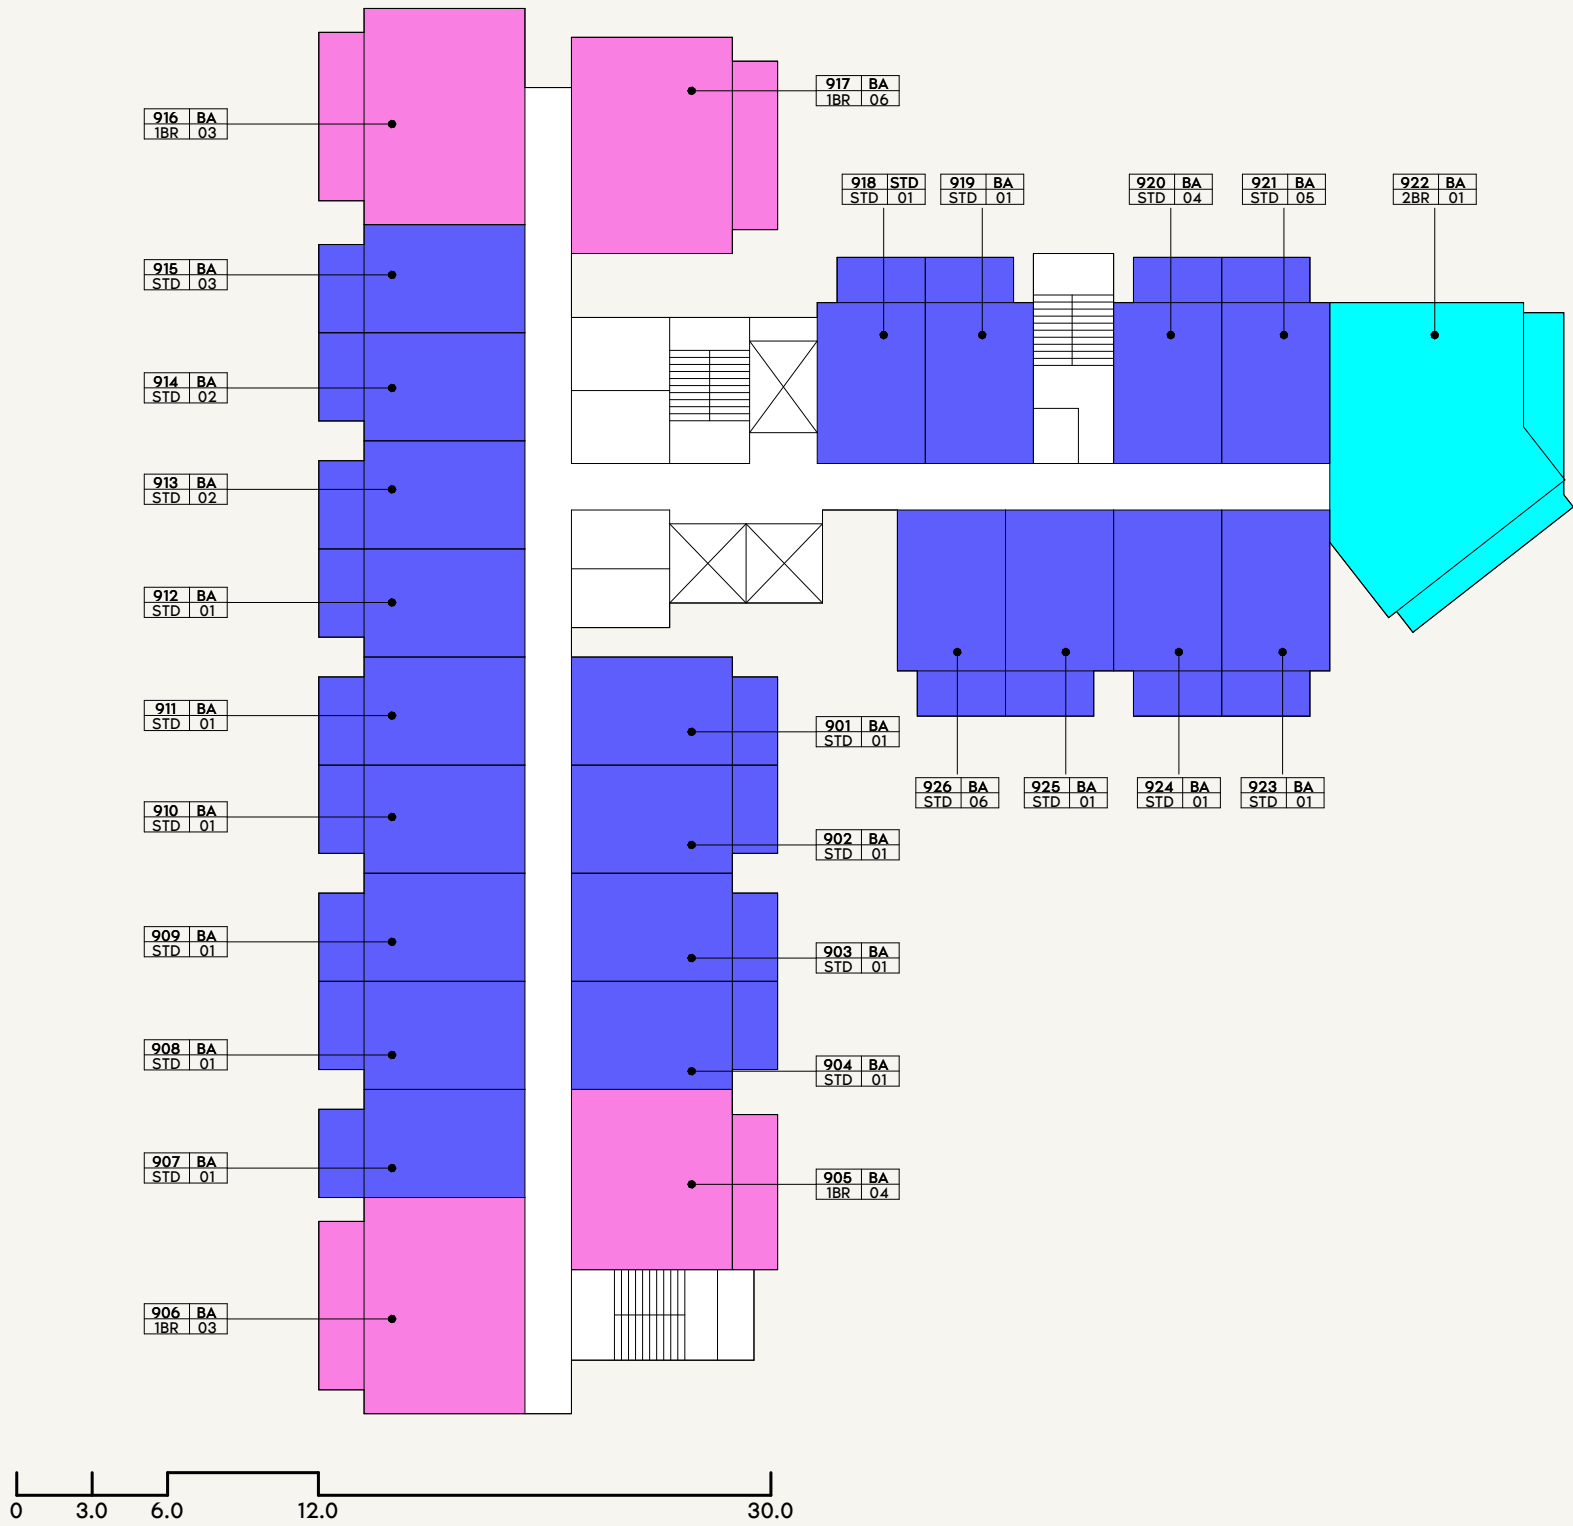 917 BA
1BR 06
916 BA
1BR 03
918 STD
STD 01
919 BA
STD 01
920 BA
STD 04
921 BA
STD 05
922 BA
2BR 01
915 BA
STD 03
914 BA
STD 02
913 BA
STD 02
912 BA
STD 01
911 BA
STD 01
901 BA
STD 01
926 BA
STD 06
925 BA
STD 01
924 BA
STD 01
923 BA
STD 01
910 BA
STD 01
902 BA
STD 01
909 BA
STD 01
903 BA
STD 01
908 BA
STD 01
904 BA
STD 01
907 BA
STD 01
905 BA
1BR 04
906 BA
1BR 03
0 3.0 6.0 12.0 30.0